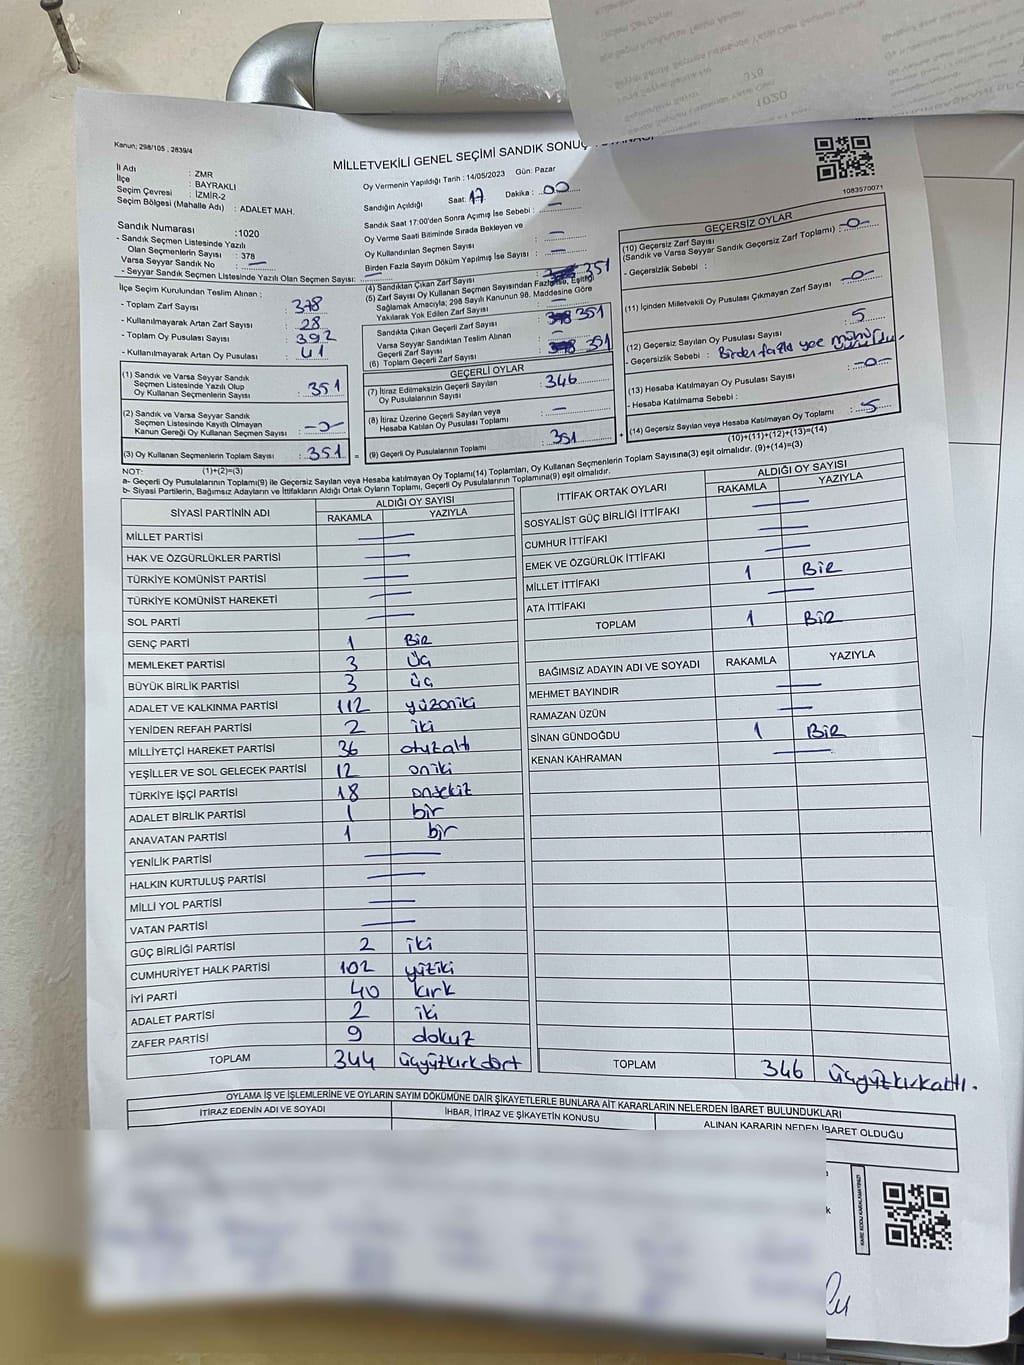 Kanun; 298/105 ; 2839/4
MİLLETVEKİLİ GENEL SEÇİMİ SANDIK SONUÇ
1083570071
İl Adı : ZMR
İlçe : BAYRAKLI
Seçim Çevresi : İZMİR-2
Seçim Bölgesi (Mahalle Adı) : ADALET MAH.
Oy Vermenin Yapıldığı Tarih : 14/05/2023 Gün: Pazar
Sandığın Açıldığı Saat: 17 Dakika : 00
Sandık Saat 17:00'den Sonra Açımış İse Sebebi : —
Oy Verme Saati Bitiminde Sırada Bekleyen ve
Oy Kullandırılan Seçmen Sayısı : —
Birden Fazla Sayım Döküm Yapılmış İse Sayısı : —
Sandık Numarası :1020
- Sandık Seçmen Listesinde Yazılı
Olan Seçmenlerin Sayısı : 378
Varsa Seyyar Sandık No : —
- Seyyar Sandık Seçmen Listesinde Yazılı Olan Seçmen Sayısı: —
İlçe Seçim Kurulundan Teslim Alınan :
- Toplam Zarf Sayısı : 378
- Kullanılmayarak Artan Zarf Sayısı : 28
- Toplam Oy Pusulası Sayısı : 392
- Kullanılmayarak Artan Oy Pusulası : 41
(1) Sandık ve Varsa Seyyar Sandık
Seçmen Listesinde Yazılı Olup
Oy Kullanan Seçmenlerin Sayısı : 351
(2) Sandık ve Varsa Seyyar Sandık
Seçmen Listesinde Kayıtlı Olmayan
Kanun Gereği Oy Kullanan Seçmen Sayısı : -0-
(3) Oy Kullanan Seçmenlerin Toplam Sayısı : 351
(1)+(2)=(3)
(4) Sandıktan Çıkan Zarf Sayısı : 351
(5) Zarf Sayısı Oy Kullanan Seçmen Sayısından Fazla İse, Eşitliği
Sağlamak Amacıyla; 298 Sayılı Kanunun 98. Maddesine Göre
Yakılarak Yok Edilen Zarf Sayısı : —
Sandıkta Çıkan Geçerli Zarf Sayısı : 351
Varsa Seyyar Sandıktan Teslim Alınan
Geçerli Zarf Sayısı : —
(6) Toplam Geçerli Zarf Sayısı : 351
GEÇERLİ OYLAR
(7) İtiraz Edilmeksizin Geçerli Sayılan
Oy Pusulalarının Sayısı : 346
(8) İtiraz Üzerine Geçerli Sayılan veya
Hesaba Katılan Oy Pusulası Toplamı : —
(9) Geçerli Oy Pusulalarının Toplamı : 351
GEÇERSİZ OYLAR
(10) Geçersiz Zarf Sayısı
(Sandık ve Varsa Seyyar Sandık Geçersiz Zarf Toplamı) : -0-
- Geçersizlik Sebebi :
(11) İçinden Milletvekili Oy Pusulası Çıkmayan Zarf Sayısı : -0-
(12) Geçersiz Sayılan Oy Pusulası Sayısı : 5
- Geçersizlik Sebebi : Birden fazla yae
(13) Hesaba Katılmayan Oy Pusulası Sayısı : -0-
- Hesaba Katılmama Sebebi :
(14) Geçersiz Sayılan veya Hesaba Katılmayan Oy Toplamı : 5
(10)+(11)+(12)+(13)=(14)
NOT:
a- Geçerli Oy Pusulalarının Toplamı(9) ile Geçersiz Sayılan veya Hesaba katılmayan Oy Toplamı(14) Toplamları, Oy Kullanan Seçmenlerin Toplam Sayısına(3) eşit olmalıdır. (9)+(14)=(3)
b- Siyasi Partilerin, Bağımsız Adayların ve İttifakların Aldığı Ortak Oyların Toplamı, Geçerli Oy Pusulalarının Toplamına(9) eşit olmalıdır.
SİYASİ PARTİNİN ADI ALDIĞI OY SAYISI
RAKAMLA YAZIYLA
MİLLET PARTİSİ —
HAK VE ÖZGÜRLÜKLER PARTİSİ —
TÜRKİYE KOMÜNİST PARTİSİ —
TÜRKİYE KOMÜNİST HAREKETİ —
SOL PARTİ —
GENÇ PARTİ 1 BİR
MEMLEKET PARTİSİ 3 Üç
BÜYÜK BİRLİK PARTİSİ 3 üç
ADALET VE KALKINMA PARTİSİ 112 yüzoniki
YENİDEN REFAH PARTİSİ 2 iki
MİLLİYETÇİ HAREKET PARTİSİ 36 otuzaltı
YEŞİLLER VE SOL GELECEK PARTİSİ 12 oniki
TÜRKİYE İŞÇİ PARTİSİ 18 onsekiz
ADALET BİRLİK PARTİSİ 1 bir
ANAVATAN PARTİSİ 1 bir
YENİLİK PARTİSİ —
HALKIN KURTULUŞ PARTİSİ —
MİLLİ YOL PARTİSİ —
VATAN PARTİSİ —
GÜÇ BİRLİĞİ PARTİSİ 2 iki
CUMHURİYET HALK PARTİSİ 102 yüziki
İYİ PARTİ 40 kırk
ADALET PARTİSİ 2 iki
ZAFER PARTİSİ 9 dokuz
TOPLAM 344 üçyüzkırkdört
İTTİFAK ORTAK OYLARI ALDIĞI OY SAYISI
RAKAMLA YAZIYLA
SOSYALİST GÜÇ BİRLİĞİ İTTİFAKI —
CUMHUR İTTİFAKI —
EMEK VE ÖZGÜRLÜK İTTİFAKI —
MİLLET İTTİFAKI 1 BİR
ATA İTTİFAKI —
TOPLAM 1 BİR
BAĞIMSIZ ADAYIN ADI VE SOYADI RAKAMLA YAZIYLA
MEHMET BAYINDIR —
RAMAZAN ÜZÜN —
SİNAN GÜNDOĞDU 1 BİR
KENAN KAHRAMAN —
TOPLAM 346 üçyüzkırkaltı.
OYLAMA İŞ VE İŞLEMLERİNE VE OYLARIN SAYIM DÖKÜMÜNE DAİR ŞİKAYETLERLE BUNLARA AİT KARARLARIN NELERDEN İBARET BULUNDUKLARI
İTİRAZ EDENİN ADI VE SOYADI İHBAR, İTİRAZ VE ŞİKAYETİN KONUSU ALINAN KARARIN NEDEN İBARET OLDUĞU